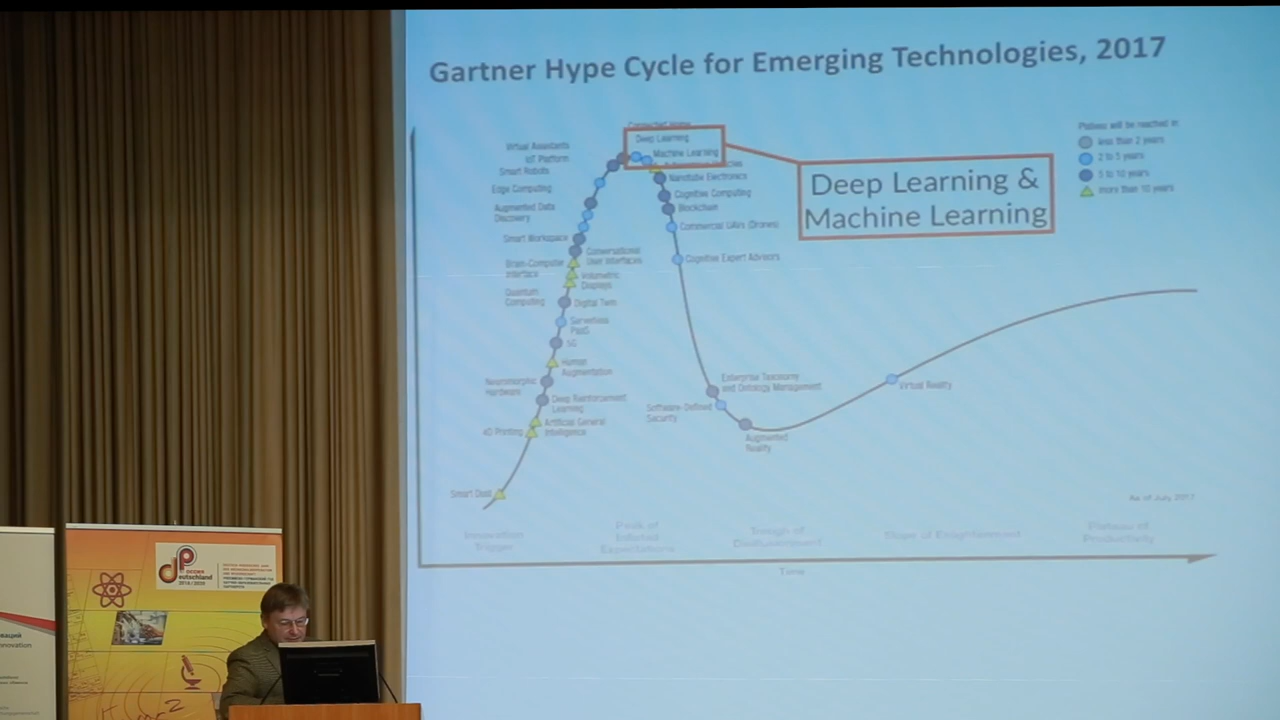 Gartner Hype Cycle for Emerging Technologies, 2017
Deep Learning
Machine Learning
Deep Learning &
Machine Learning
Plateau will be reached in:
less than 2 years
2 to 5 years
5 to 10 years
more than 10 years
Virtual Assistants
IoT Platform
Smart Robots
Edge Computing
Augmented Data
Discovery
Smart Workspace
Conversational
User Interfaces
Brain-Computer
Interface
Volumetric
Displays
Quantum
Computing
Digital Twin
Serverless
PaaS
5G
Human
Augmentation
Neuromorphic
Hardware
Deep Reinforcement
Learning
Artificial General
Intelligence
4D Printing
Smart Dust
Nanotube Electronics
Cognitive Computing
Blockchain
Commercial UAVs (Drones)
Cognitive Expert Advisors
Enterprise Taxonomy
and Ontology Management
Software-Defined
Security
Augmented
Reality
Virtual Reality
As of July 2017
Innovation
Trigger
Peak of
Inflated
Expectations
Trough of
Disillusionment
Slope of Enlightenment
Plateau of
Productivity
Time
eutschland
2018/2020
nnovation